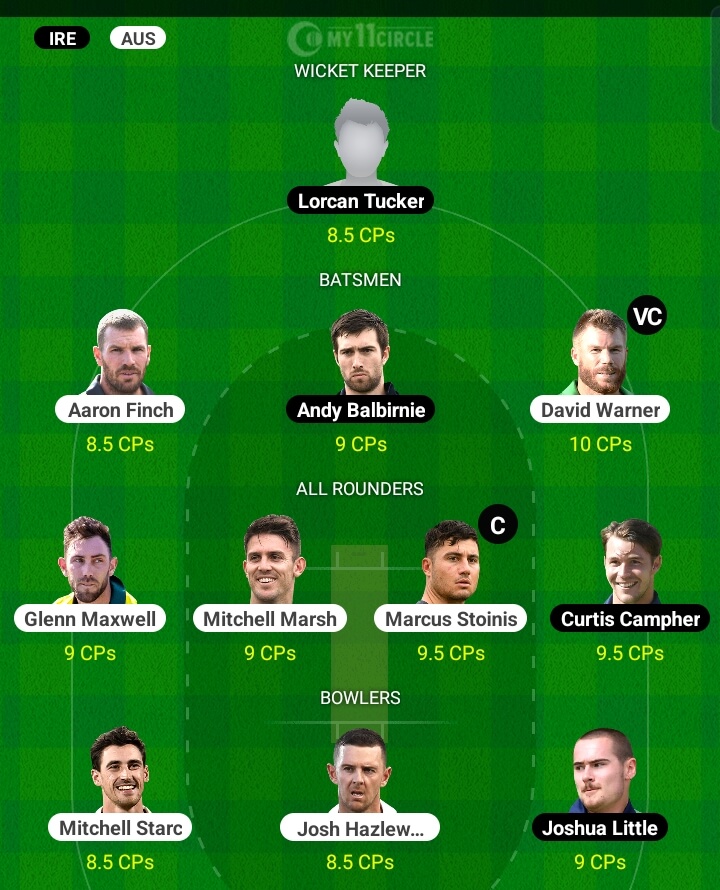 IRE AUS
MY11CIRCLE
WICKET KEEPER
Lorcan Tucker
8.5 CPs
BATSMEN
VC
Aaron Finch Andy Balbirnie David Warner
8.5 CPs 9 CPs 10 CPs
ALL ROUNDERS
C
Glenn Maxwell Mitchell Marsh Marcus Stoinis Curtis Campher
9 CPs 9 CPs 9.5 CPs 9.5 CPs
BOWLERS
Mitchell Starc Josh Hazlew... Joshua Little
8.5 CPs 8.5 CPs 9 CPs